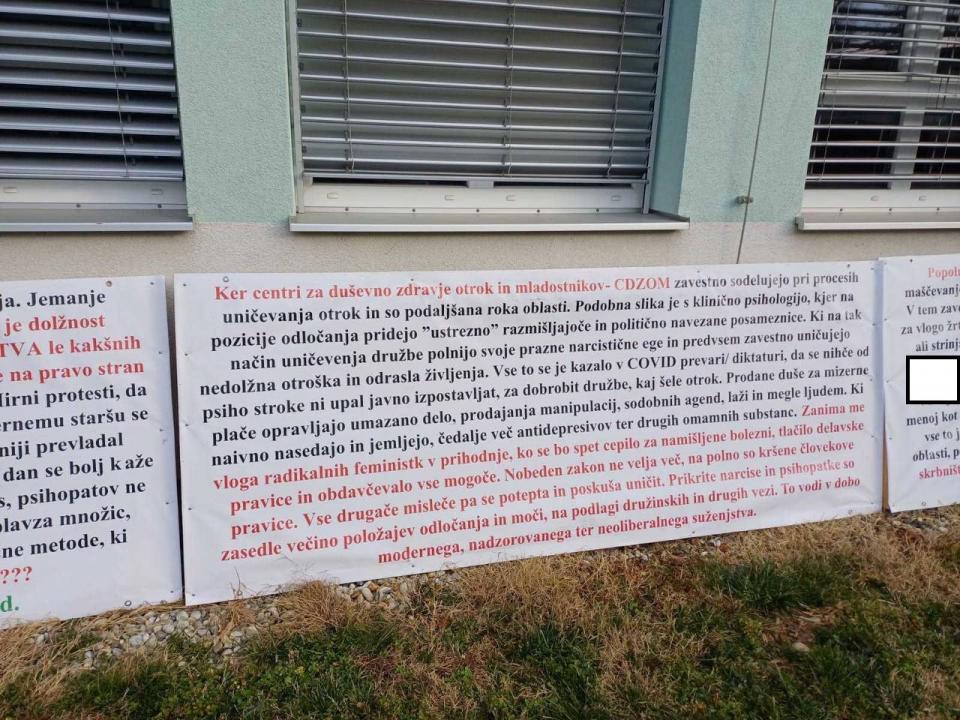 ja. Jemanje
je dolžnost
TVA le kakšnih
e na pravo stran
Mirni protesti, da
ernemu staršu se
niji prevladal
dan se bolj kaže
s, psihopatov ne
plavza množic,
ne metode, ki
???
d.
Ker centri za duševno zdravje otrok in mladostnikov- CDZOM zavestno sodelujejo pri procesih
uničevanja otrok in so podaljšana roka oblasti. Podobna slika je s klinično psihologijo, kjer na
pozicije odločanja pridejo ”ustrezno” razmišljajoče in politično navezane posameznice. Ki na tak
način uničevenja družbe polnijo svoje prazne narcistične ege in predvsem zavestno uničujejo
nedolžna otroška in odrasla življenja. Vse to se je kazalo v COVID prevari/ diktaturi, da se nihče od
psiho stroke ni upal javno izpostavljat, za dobrobit družbe, kaj šele otrok. Prodane duše za mizerne
plače opravljajo umazano delo, prodajanja manipulacij, sodobnih agend, laži in megle ljudem. Ki
naivno nasedajo in jemljejo, čedalje več antidepresivov ter drugih omamnih substanc. Zanima me
vloga radikalnih feministk v prihodnje, ko se bo spet cepilo za namišljene bolezni, tlačilo delavske
pravice in obdavčevalo vse mogoče. Nobeden zakon ne velja več, na polno so kršene človekove
pravice. Vse drugače misleče pa se potepta in poskuša uničit. Prikrite narcise in psihopatke so
zasedle večino položajev odločanja in moči, na podlagi družinskih in drugih vezi. To vodi v dobo
modernega, nadzorovanega ter neoliberalnega suženjstva.
Popoln
maščevanje
V tem zave
za vlogo žrt
ali strinja
menoj kot
vse to j
oblasti, p
skrbništ